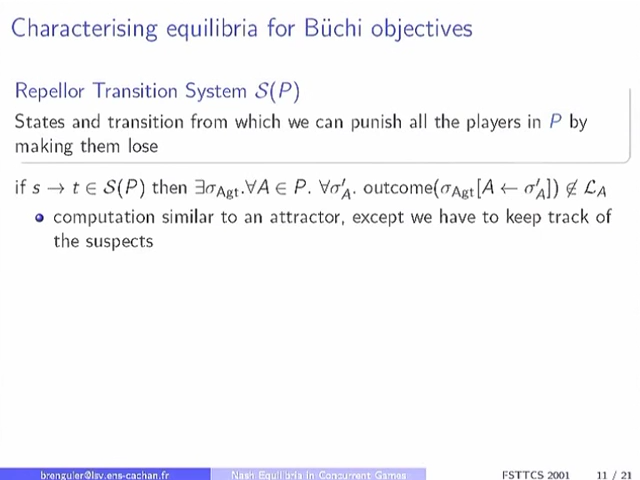 Characterising equilibria for Büchi objectives
Repellor Transition System 𝒮(P)
States and transition from which we can punish all the players in P by
making them lose
if s → t ∈ 𝒮(P) then ∃σ_Agt.∀A ∈ P. ∀σ′_A. outcome(σ_Agt[A ← σ′_A]) ∉ ℒ_A
• computation similar to an attractor, except we have to keep track of
the suspects
brenguier@lsv.ens-cachan.fr
Nash Equilibria in Concurrent Games
FSTTCS 2001
11 / 21